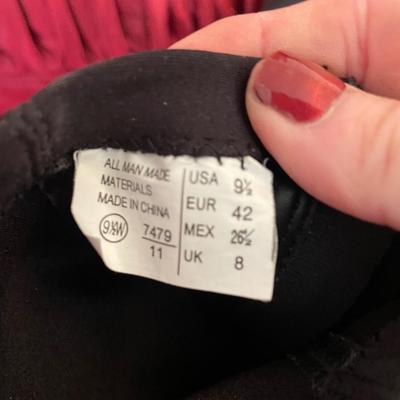 ALL MAN MADE
MATERIALS
MADE IN CHINA
9½W 7479
11
USA 9½
EUR 42
MEX 26½
UK 8